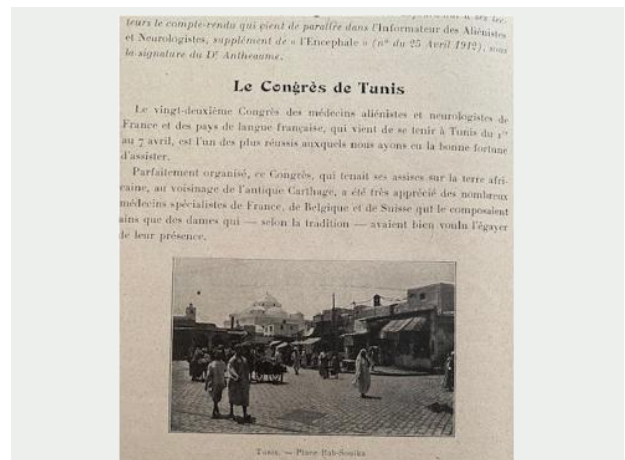 teurs le compte-rendu qui vient de paraître dans l'Informateur des Aliénistes
et Neurologistes, supplément de « l'Encephale » (n° du 25 Avril 1912), sous
la signature du Dr Antheaume.
Le Congrès de Tunis
Le vingt-deuxième Congrès des médecins aliénistes et neurologistes de
France et des pays de langue française, qui vient de se tenir à Tunis du 1er
au 7 avril, est l'un des plus réussis auxquels nous ayons eu la bonne fortune
d'assister.
Parfaitement organisé, ce Congrès, qui tenait ses assises sur la terre afri-
caine, au voisinage de l'antique Carthage, a été très apprécié des nombreux
médecins spécialistes de France, de Belgique et de Suisse qui le composaient
ains que des dames qui — selon la tradition — avaient bien voulu l'égayer
de leur présence.
Tunis. — Place Bab-Souika